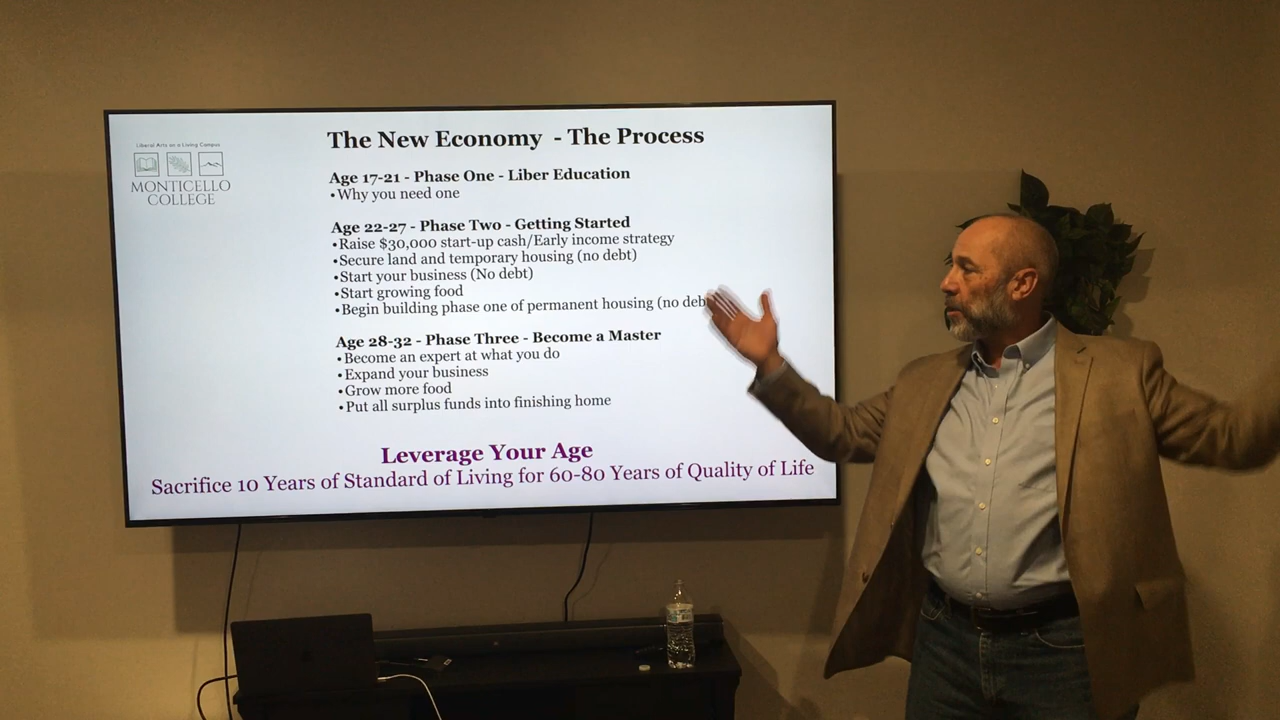 Liberal Arts on a Living Campus
MONTICELLO
COLLEGE
The New Economy - The Process
Age 17-21 - Phase One - Liber Education
•Why you need one
Age 22-27 - Phase Two - Getting Started
•Raise $30,000 start-up cash/Early income strategy
•Secure land and temporary housing (no debt)
•Start your business (No debt)
•Start growing food
•Begin building phase one of permanent housing (no deb
Age 28-32 - Phase Three - Become a Master
•Become an expert at what you do
•Expand your business
•Grow more food
•Put all surplus funds into finishing home
Leverage Your Age
Sacrifice 10 Years of Standard of Living for 60-80 Years of Quality of Life